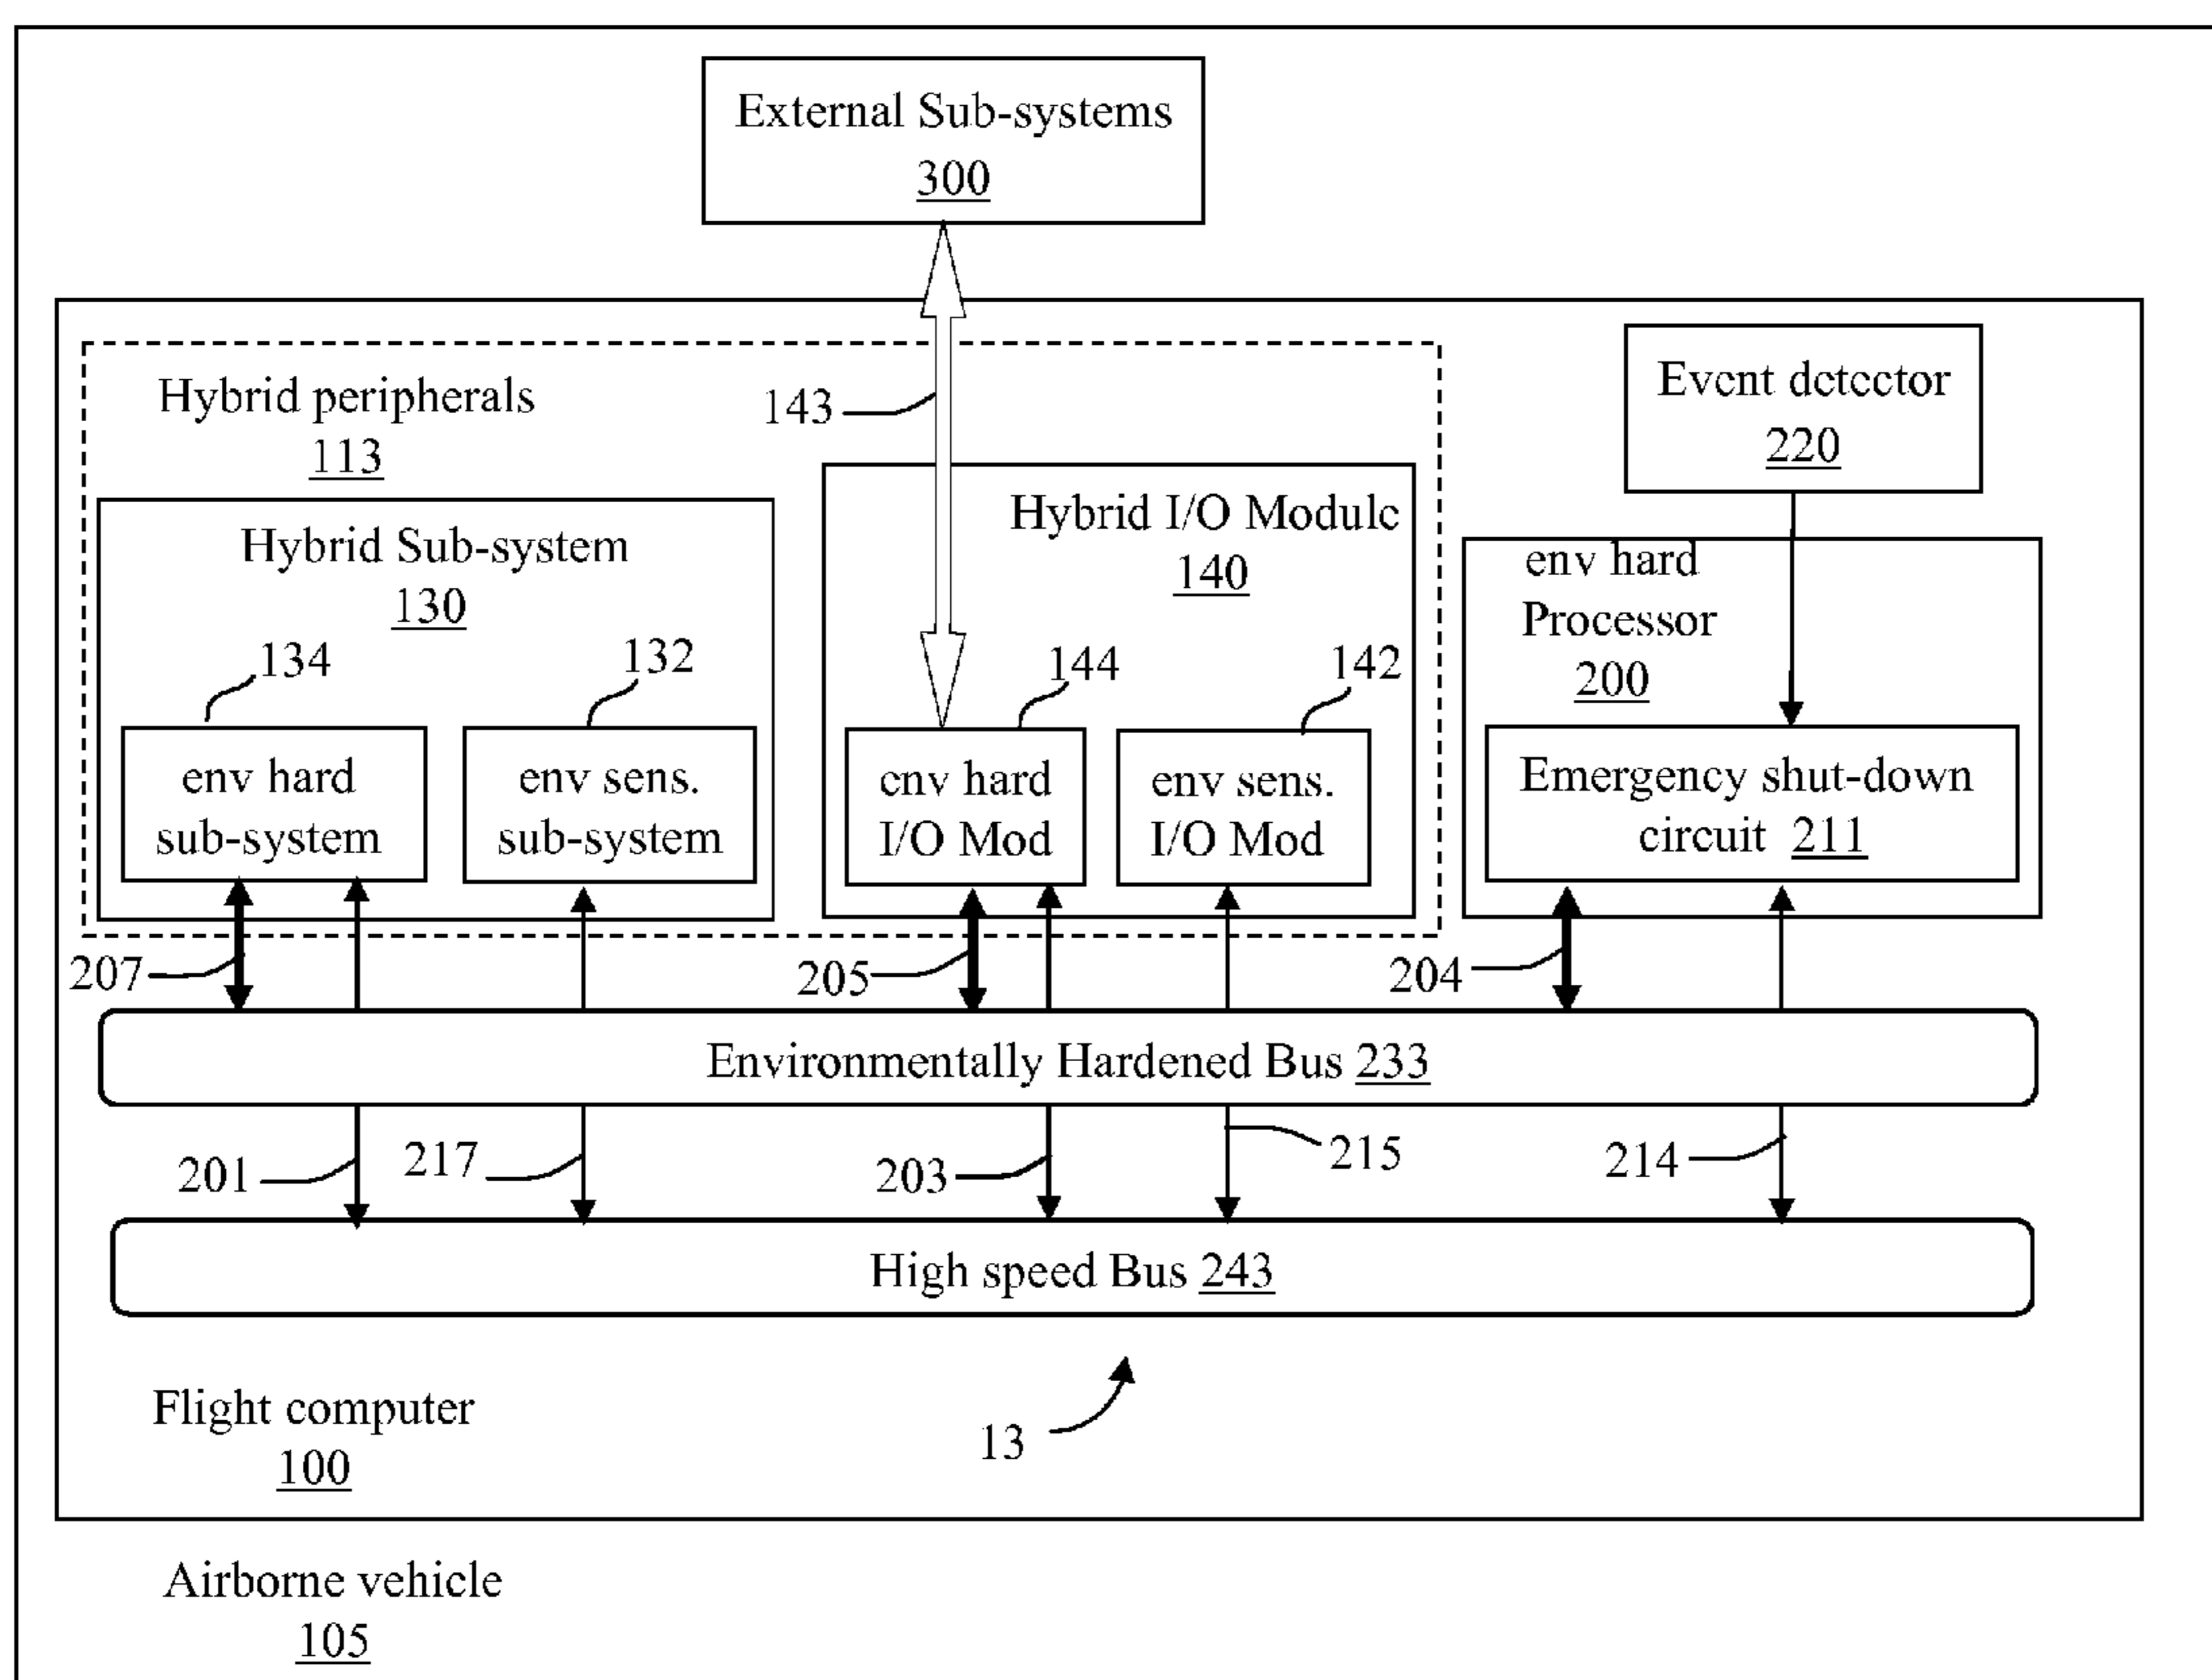 External Sub-systems
300
Hybrid peripherals
113
143
Event detector
220
Hybrid Sub-system
130
Hybrid I/O Module
140
env hard
Processor
200
134
132
144
142
env hard
sub-system
env sens.
sub-system
env hard
I/O Mod
env sens.
I/O Mod
Emergency shut-down
circuit 211
207
205
204
Environmentally Hardened Bus 233
201
217
203
215
214
High speed Bus 243
13
Flight computer
100
Airborne vehicle
105